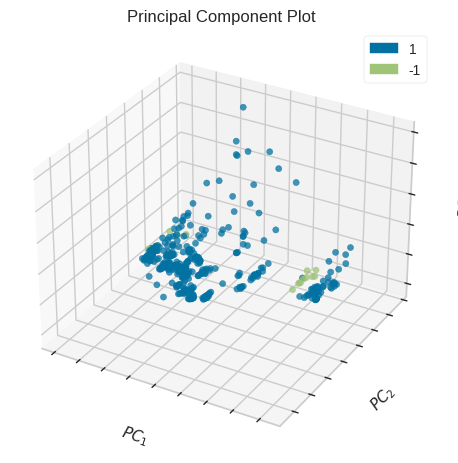 Principal Component Plot
1
-1
PC₁
PC₂